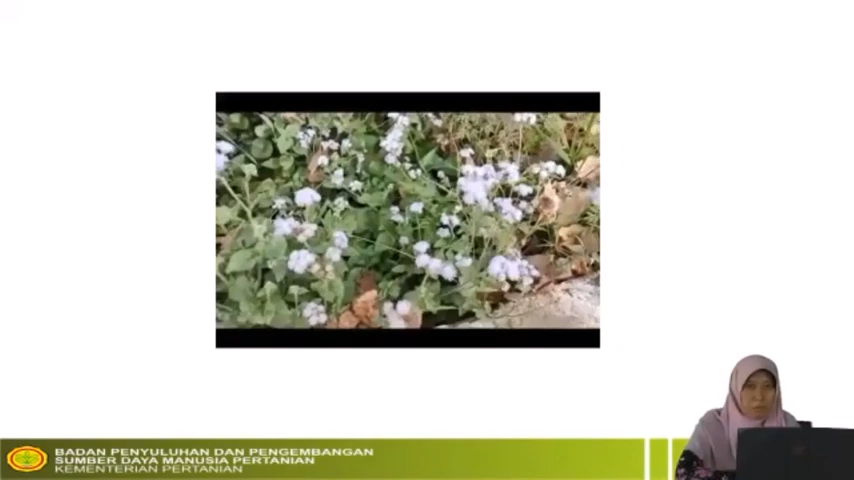 BADAN PENYULUHAN DAN PENGEMBANGAN
SUMBER DAYA MANUSIA PERTANIAN
KEMENTERIAN PERTANIAN